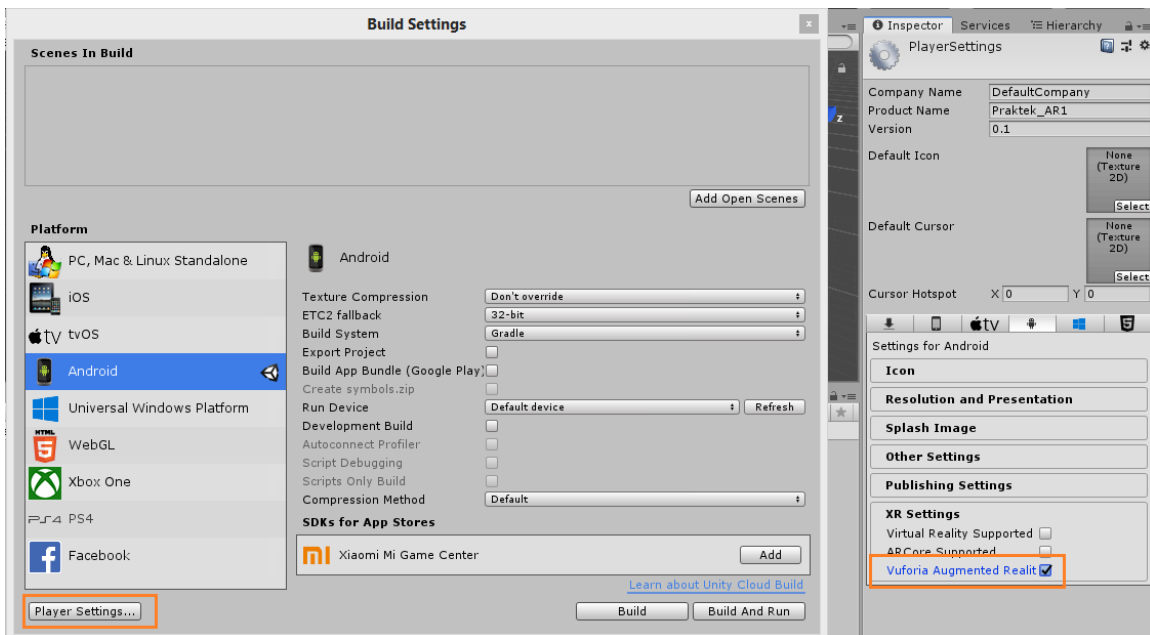 Build Settings
x
Scenes In Build
Add Open Scenes
Platform
PC, Mac & Linux Standalone
iOS
tv tvOS
Android
Universal Windows Platform
HTML
5 WebGL
Xbox One
PS4 PS4
f Facebook
Android
Texture Compression Don't override
ETC2 fallback 32-bit
Build System Gradle
Export Project
Build App Bundle (Google Play)
Create symbols.zip
Run Device Default device Refresh
Development Build
Autoconnect Profiler
Script Debugging
Scripts Only Build
Compression Method Default
SDKs for App Stores
mi Xiaomi Mi Game Center Add
Learn about Unity Cloud Build
Player Settings... Build Build And Run
z
Inspector Services Hierarchy
PlayerSettings
Company Name DefaultCompany
Product Name Praktek_AR1
Version 0.1
Default Icon None
(Texture
2D)
Select
Default Cursor None
(Texture
2D)
Select
Cursor Hotspot X 0 Y 0
tv 5
Settings for Android
Icon
Resolution and Presentation
Splash Image
Other Settings
Publishing Settings
XR Settings
Virtual Reality Supported
ARCore Supported
Vuforia Augmented Realit